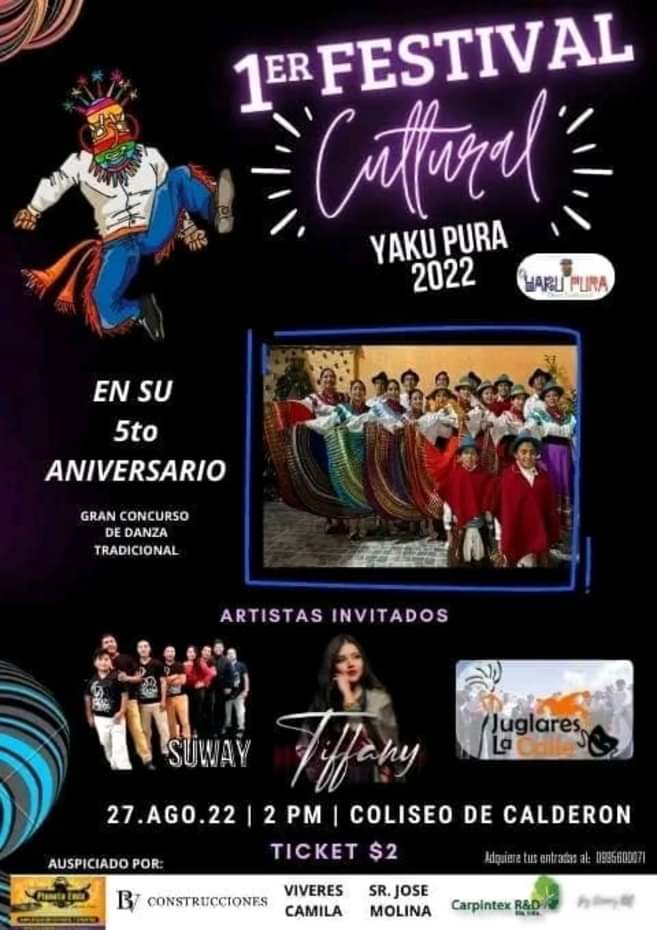 1ER FESTIVAL
Cultural
YAKU PURA
2022
YAKU PURA
EN SU
5to
ANIVERSARIO
GRAN CONCURSO
DE DANZA
TRADICIONAL
ARTISTAS INVITADOS
SUWAY
Tiffany
Juglares
La Calle
27.AGO.22 | 2 PM | COLISEO DE CALDERON
TICKET $2
Adquiere tus entradas al: 0995600071
AUSPICIADO POR:
BV CONSTRUCCIONES
VIVERES
CAMILA
SR. JOSE
MOLINA
Carpintex R&D